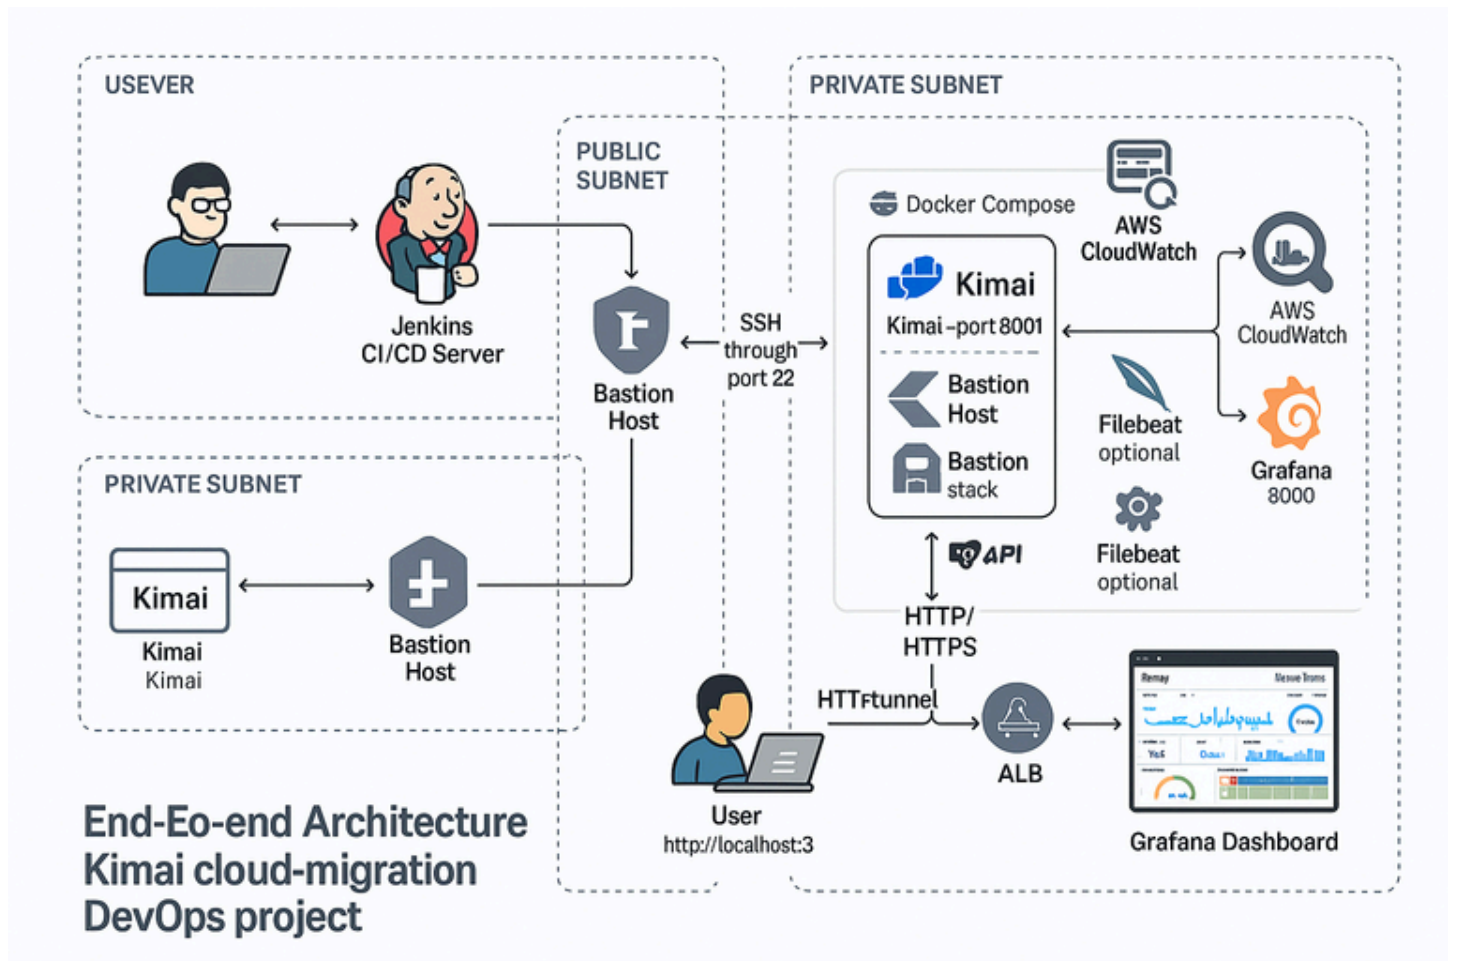 USEVER
Jenkins
CI/CD Server
PUBLIC
SUBNET
Bastion
Host
SSH
through
port 22
PRIVATE SUBNET
Docker Compose
Kimai
Kimai -port 8001
Bastion
Host
Bastion
stack
AWS
CloudWatch
AWS
CloudWatch
Filebeat
optional
Grafana
8000
Filebeat
optional
API
HTTP/
HTTPS
PRIVATE SUBNET
Kimai
Kimai
Kimai
Bastion
Host
HTTFtunnel
ALB
User
http://localhost:3
Remay
Grafana Dashboard
End-Eo-end Architecture
Kimai cloud-migration
DevOps project